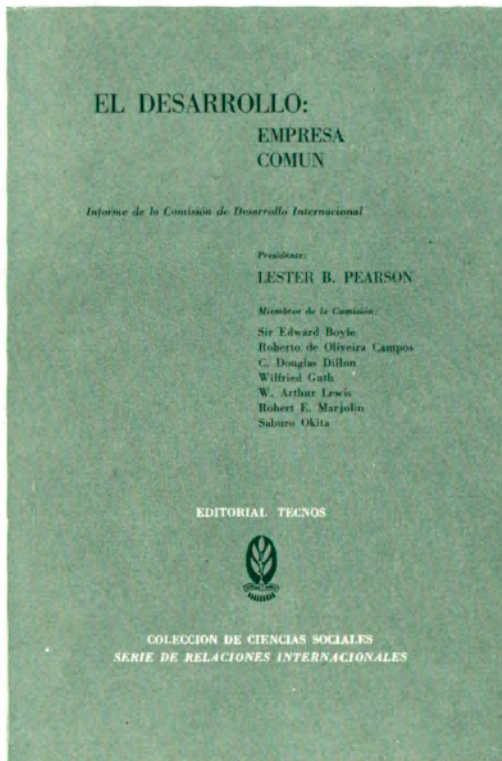 EL DESARROLLO:
EMPRESA
COMUN
Informe de la Comisión de Desarrollo Internacional
Presidente:
LESTER B. PEARSON
Miembros de la Comisión:
Sir Edward Boyle
Roberto de Oliveira Campos
C. Douglas Dillon
Wilfried Guth
W. Arthur Lewis
Robert E. Marjolin
Saburo Okita
EDITORIAL TECNOS
COLECCION DE CIENCIAS SOCIALES
SERIE DE RELACIONES INTERNACIONALES